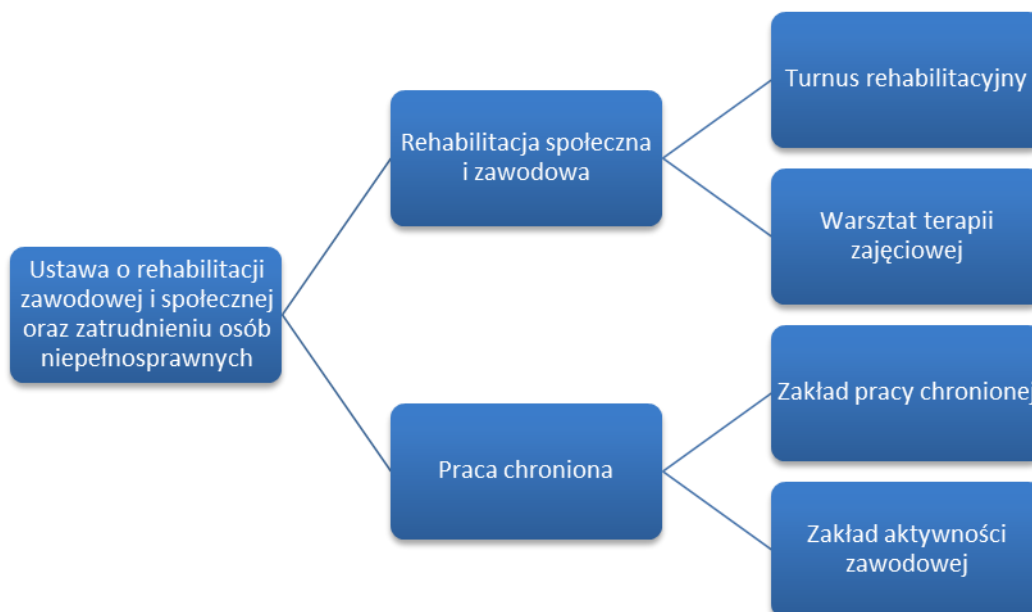 Ustawa o rehabilitacji
zawodowej i społecznej
oraz zatrudnieniu osób
niepełnosprawnych
Rehabilitacja społeczna
i zawodowa
Turnus rehabilitacyjny
Warsztat terapii
zajęciowej
Praca chroniona
Zakład pracy chronionej
Zakład aktywności
zawodowej